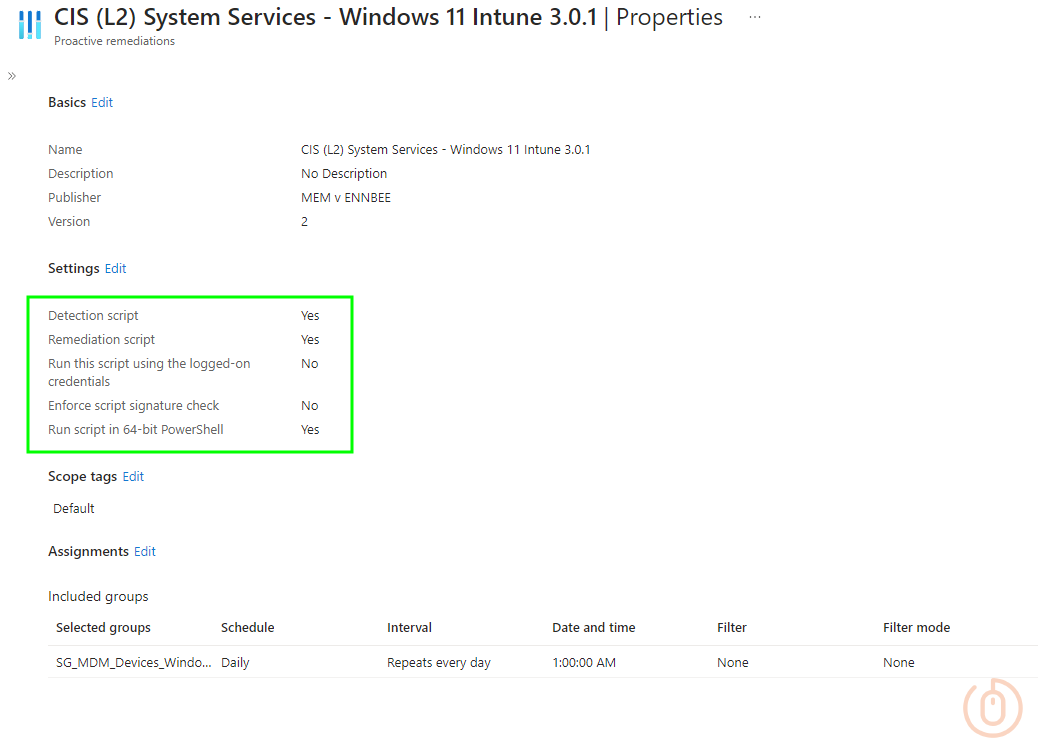 CIS (L2) System Services - Windows 11 Intune 3.0.1 | Properties ...
Proactive remediations
»
Basics Edit
Name CIS (L2) System Services - Windows 11 Intune 3.0.1
Description No Description
Publisher MEM v ENNBEE
Version 2
Settings Edit
Detection script Yes
Remediation script Yes
Run this script using the logged-on No
credentials
Enforce script signature check No
Run script in 64-bit PowerShell Yes
Scope tags Edit
Default
Assignments Edit
Included groups
Selected groups Schedule Interval Date and time Filter Filter mode
SG_MDM_Devices_Windo... Daily Repeats every day 1:00:00 AM None None